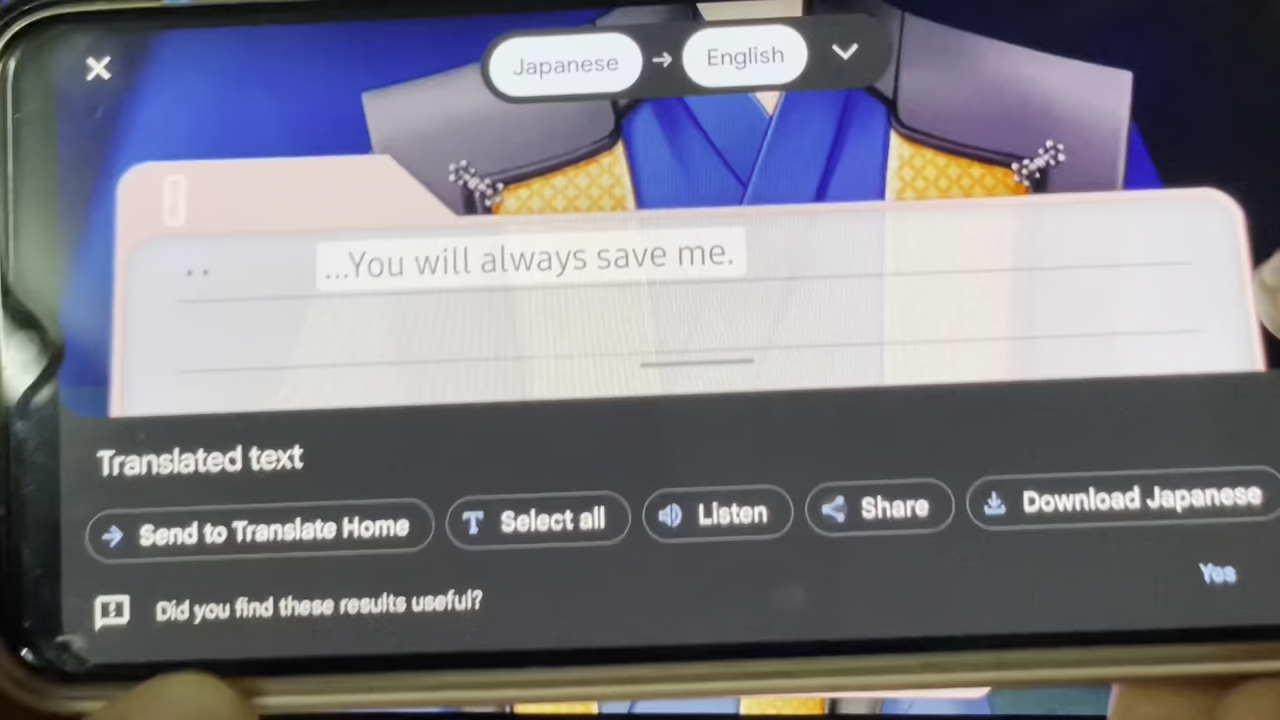 Japanese → English
...You will always save me.
Translated text
Send to Translate Home
Select all
Listen
Share
Download Japanese
Did you find these results useful?
Yes